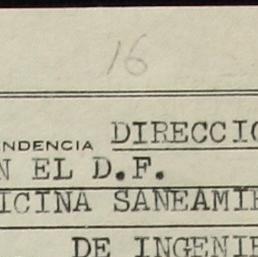 16
NDENCIA DIRECCIO
N EL D.F.
ICINA SANEAMIE
DE INGENIE